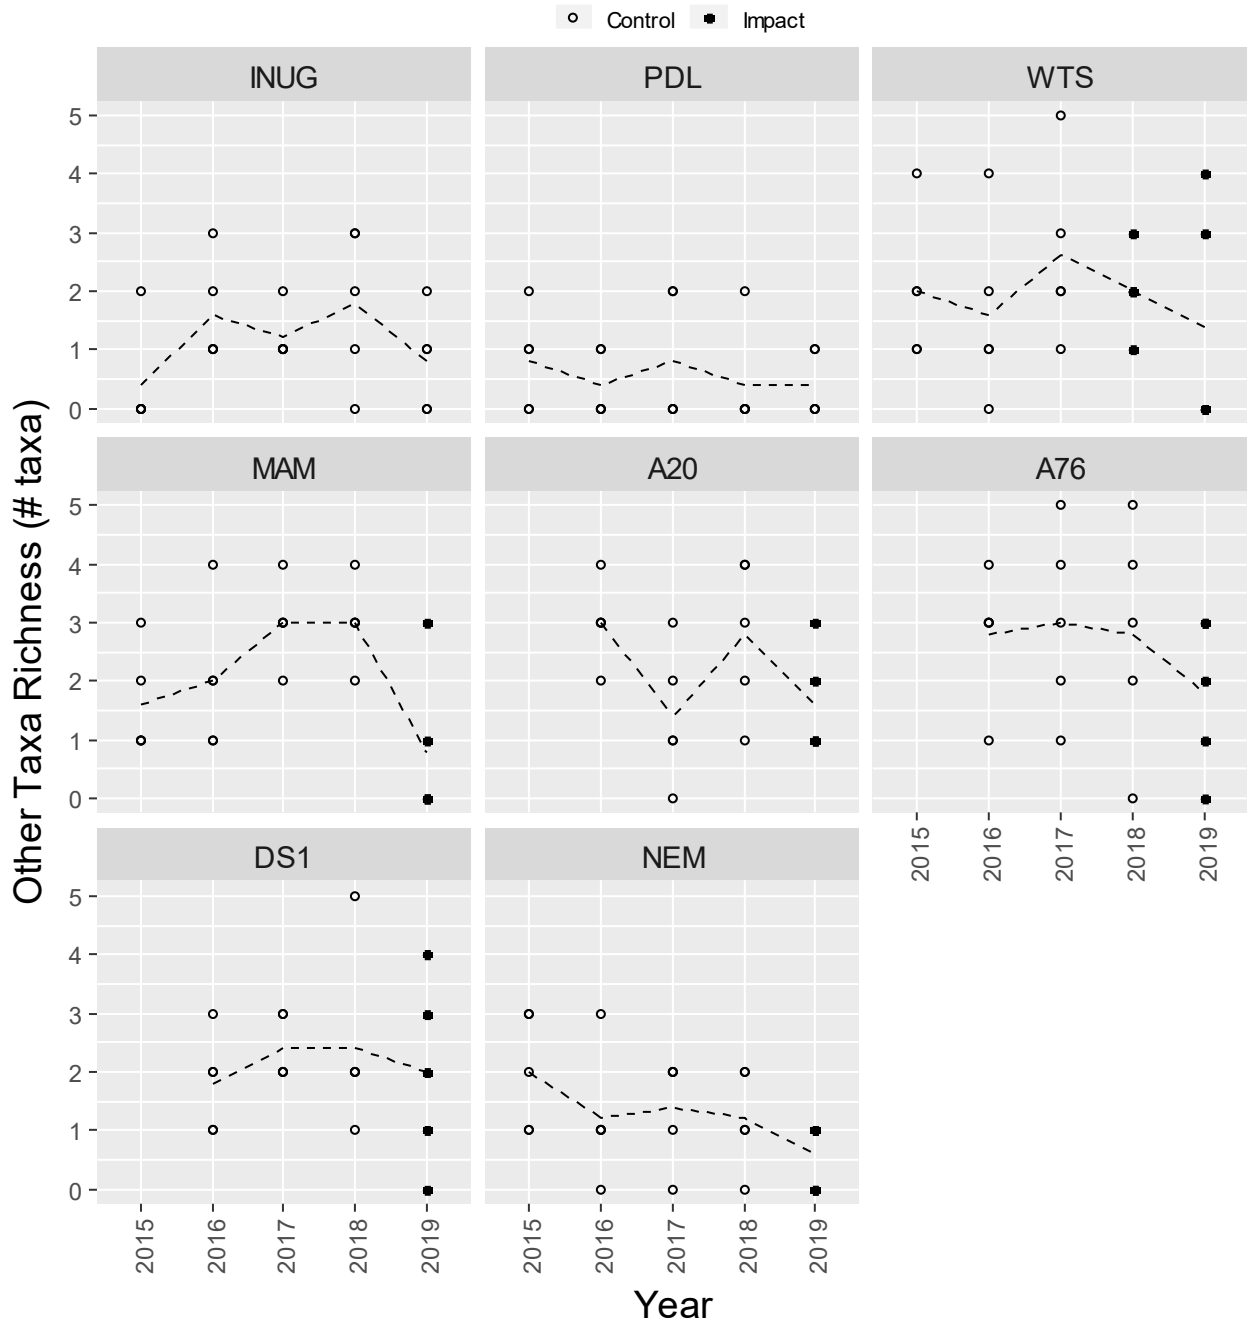 Control Impact
INUG PDL WTS
5
4
3
2
1
0
MAM A20 A76
5
4
3
2
1
0
2015 2016 2017 2018 2019
DS1 NEM
5
4
3
2
1
0
2015 2016 2017 2018 2019 2015 2016 2017 2018 2019
Year
Other Taxa Richness (# taxa)